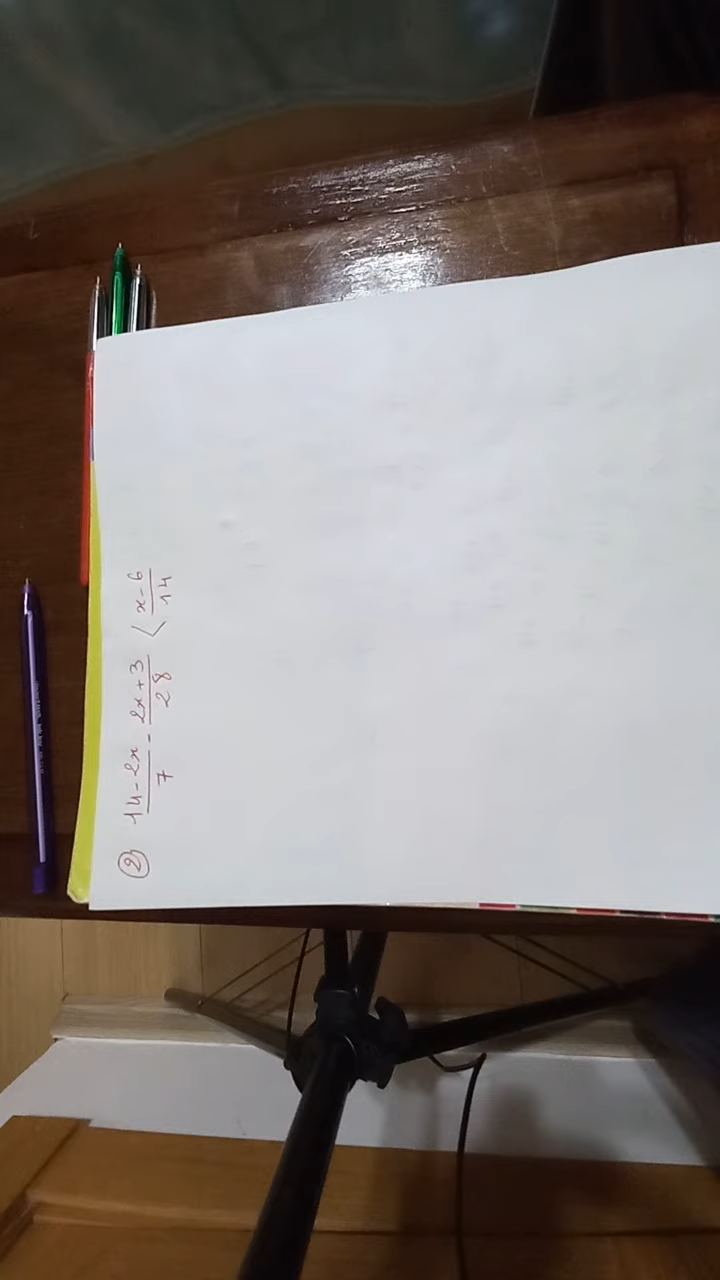 ② 14-2x/7 - 2x+3/28 < x-6/14